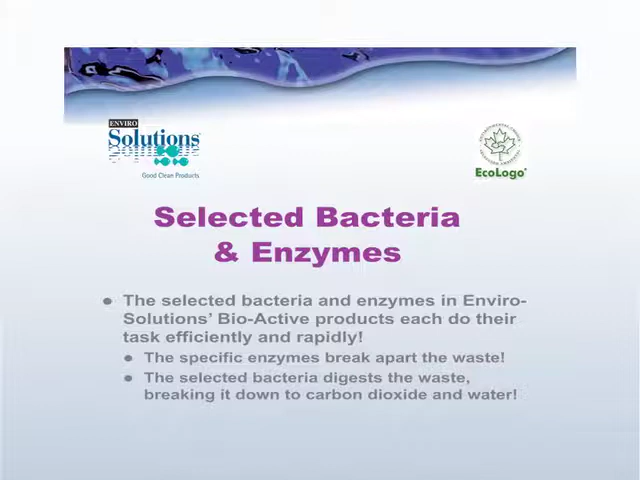 ENVIRO
Solutions
Good Clean Products
EcoLogo
Selected Bacteria
& Enzymes
● The selected bacteria and enzymes in Enviro-
Solutions’ Bio-Active products each do their
task efficiently and rapidly!
● The specific enzymes break apart the waste!
● The selected bacteria digests the waste,
breaking it down to carbon dioxide and water!